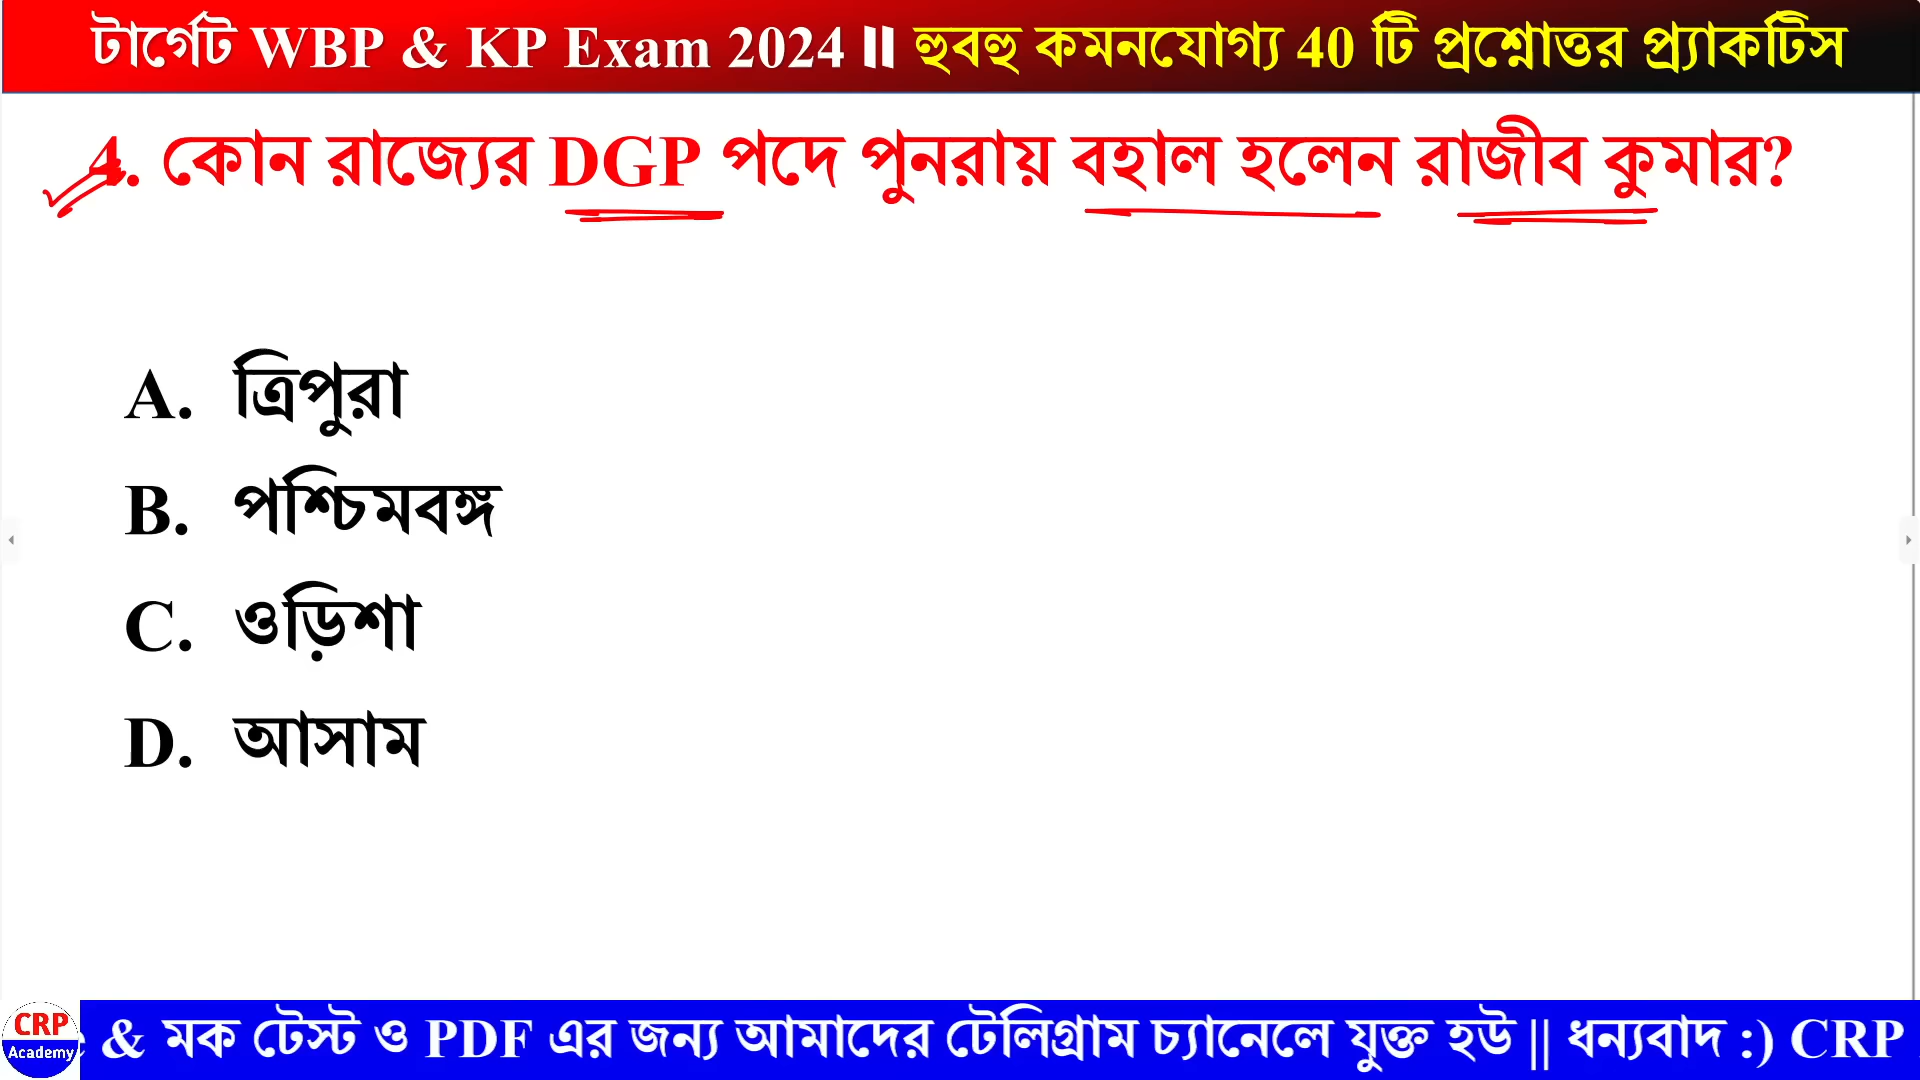 টার্গেট WBP & KP Exam 2024 ॥ হুবহু কমনযোগ্য 40 টি প্রশ্নোত্তর প্র্যাকটিস
4. কোন রাজ্যের DGP পদে পুনরায় বহাল হলেন রাজীব কুমার?
A. ত্রিপুরা
B. পশ্চিমবঙ্গ
C. ওড়িশা
D. আসাম
CRP Academy
& মক টেস্ট ও PDF এর জন্য আমাদের টেলিগ্রাম চ্যানেলে যুক্ত হউ || ধন্যবাদ :) CRP